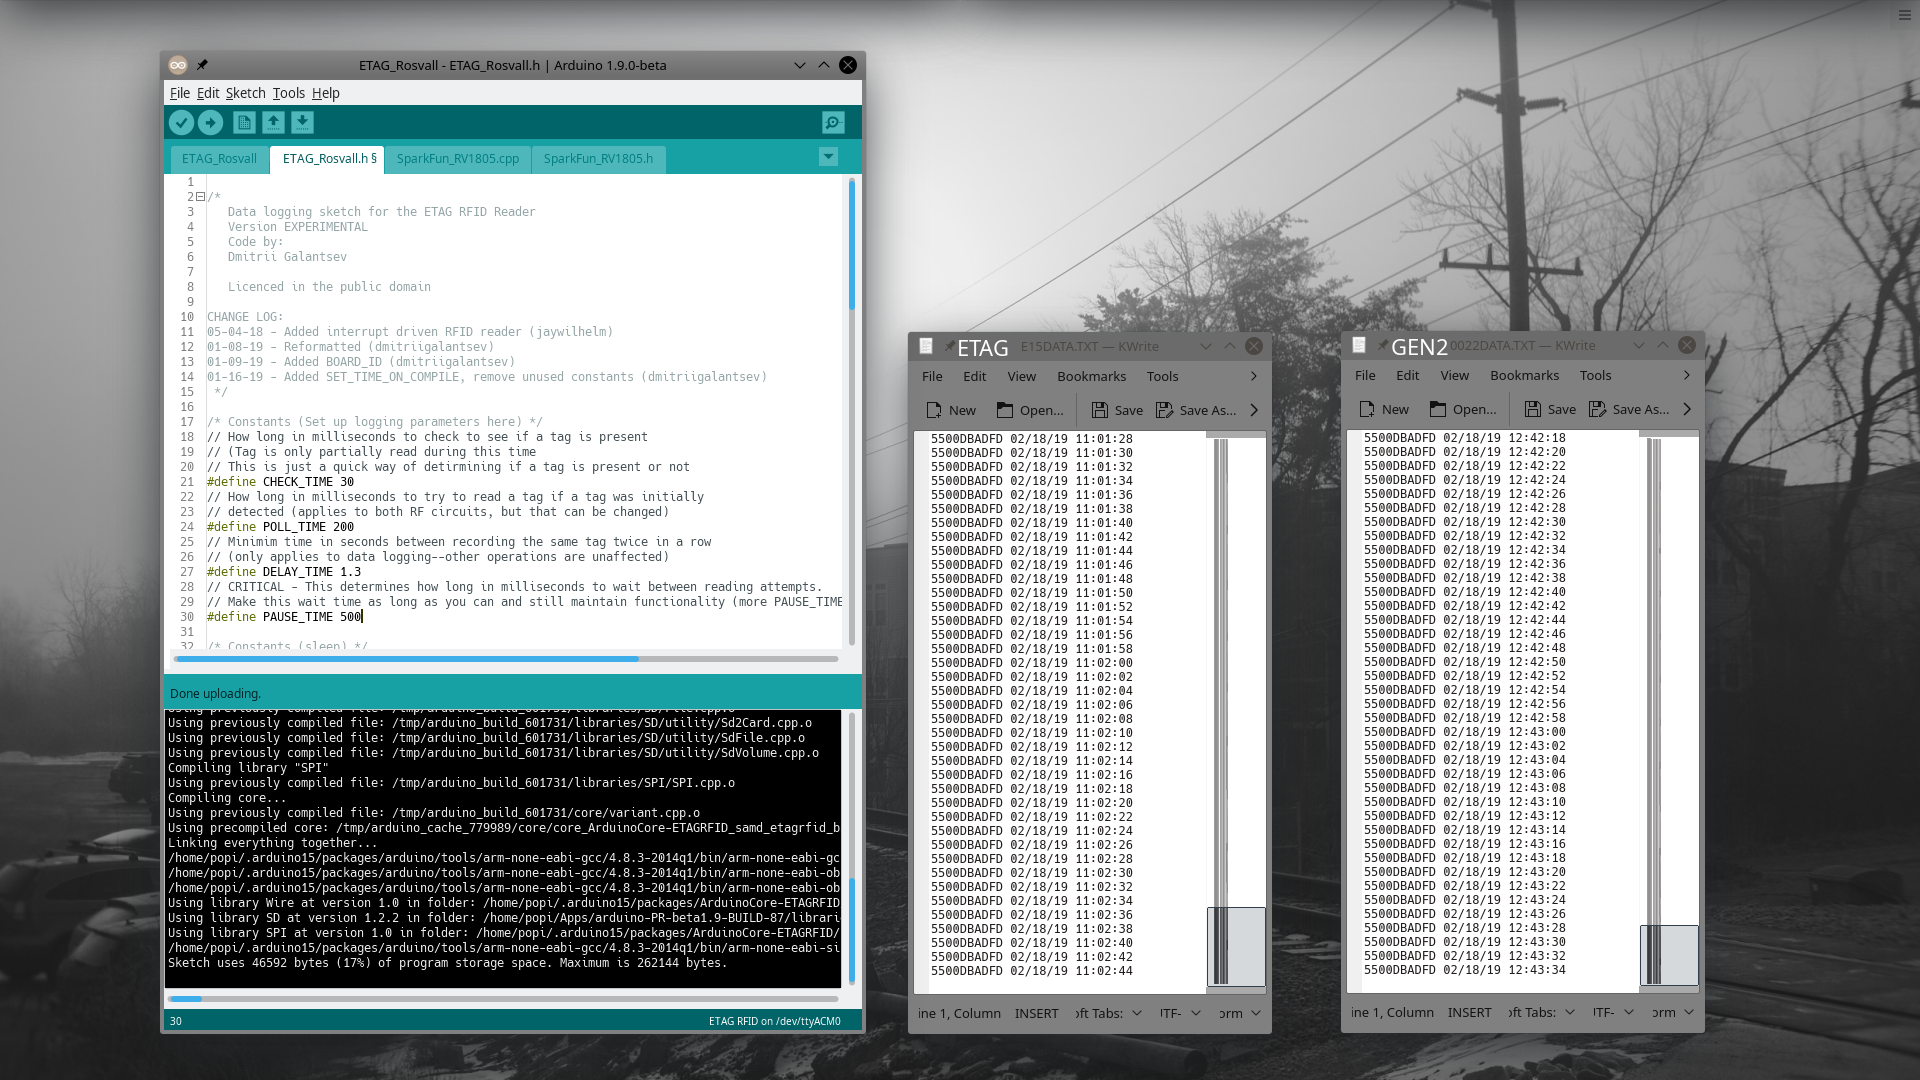 ETAG_Rosvall - ETAG_Rosvall.h | Arduino 1.9.0-beta
File Edit Sketch Tools Help
ETAG_Rosvall ETAG_Rosvall.h § SparkFun_RV1805.cpp SparkFun_RV1805.h
1
2 /*
3 Data logging sketch for the ETAG RFID Reader
4 Version EXPERIMENTAL
5 Code by:
6 Dmitrii Galantsev
7
8 Licenced in the public domain
9
10 CHANGE LOG:
11 05-04-18 - Added interrupt driven RFID reader (jaywilhelm)
12 01-08-19 - Reformatted (dmitriigalantsev)
13 01-09-19 - Added BOARD_ID (dmitriigalantsev)
14 01-16-19 - Added SET_TIME_ON_COMPILE, remove unused constants (dmitriigalantsev)
15 */
16
17 /* Constants (Set up logging parameters here) */
18 // How long in milliseconds to check to see if a tag is present
19 // (Tag is only partially read during this time
20 // This is just a quick way of detirmining if a tag is present or not
21 #define CHECK_TIME 30
22 // How long in milliseconds to try to read a tag if a tag was initially
23 // detected (applies to both RF circuits, but that can be changed)
24 #define POLL_TIME 200
25 // Minimim time in seconds between recording the same tag twice in a row
26 // (only applies to data logging--other operations are unaffected)
27 #define DELAY_TIME 1.3
28 // CRITICAL - This determines how long in milliseconds to wait between reading attempts.
29 // Make this wait time as long as you can and still maintain functionality (more PAUSE_TIME
30 #define PAUSE_TIME 500
31
32 /* Constants (sleep) */
Done uploading.
Using previously compiled file: /tmp/arduino_build_601731/libraries/SD/File.cpp.o
Using previously compiled file: /tmp/arduino_build_601731/libraries/SD/utility/Sd2Card.cpp.o
Using previously compiled file: /tmp/arduino_build_601731/libraries/SD/utility/SdFile.cpp.o
Using previously compiled file: /tmp/arduino_build_601731/libraries/SD/utility/SdVolume.cpp.o
Compiling library "SPI"
Using previously compiled file: /tmp/arduino_build_601731/libraries/SPI/SPI.cpp.o
Compiling core...
Using previously compiled file: /tmp/arduino_build_601731/core/variant.cpp.o
Using precompiled core: /tmp/arduino_cache_779989/core/core_ArduinoCore-ETAGRFID_samd_etagrfid_b
Linking everything together...
/home/popi/.arduino15/packages/arduino/tools/arm-none-eabi-gcc/4.8.3-2014q1/bin/arm-none-eabi-gc
/home/popi/.arduino15/packages/arduino/tools/arm-none-eabi-gcc/4.8.3-2014q1/bin/arm-none-eabi-ob
/home/popi/.arduino15/packages/arduino/tools/arm-none-eabi-gcc/4.8.3-2014q1/bin/arm-none-eabi-ob
Using library Wire at version 1.0 in folder: /home/popi/.arduino15/packages/ArduinoCore-ETAGRFID
Using library SD at version 1.2.2 in folder: /home/popi/Apps/arduino-PR-beta1.9-BUILD-87/librari
Using library SPI at version 1.0 in folder: /home/popi/.arduino15/packages/ArduinoCore-ETAGRFID/
/home/popi/.arduino15/packages/arduino/tools/arm-none-eabi-gcc/4.8.3-2014q1/bin/arm-none-eabi-si
Sketch uses 46592 bytes (17%) of program storage space. Maximum is 262144 bytes.
30 ETAG RFID on /dev/ttyACM0
ETAG E15DATA.TXT — KWrite
File Edit View Bookmarks Tools
New Open... Save Save As...
5500DBADFD 02/18/19 11:01:28
5500DBADFD 02/18/19 11:01:30
5500DBADFD 02/18/19 11:01:32
5500DBADFD 02/18/19 11:01:34
5500DBADFD 02/18/19 11:01:36
5500DBADFD 02/18/19 11:01:38
5500DBADFD 02/18/19 11:01:40
5500DBADFD 02/18/19 11:01:42
5500DBADFD 02/18/19 11:01:44
5500DBADFD 02/18/19 11:01:46
5500DBADFD 02/18/19 11:01:48
5500DBADFD 02/18/19 11:01:50
5500DBADFD 02/18/19 11:01:52
5500DBADFD 02/18/19 11:01:54
5500DBADFD 02/18/19 11:01:56
5500DBADFD 02/18/19 11:01:58
5500DBADFD 02/18/19 11:02:00
5500DBADFD 02/18/19 11:02:02
5500DBADFD 02/18/19 11:02:04
5500DBADFD 02/18/19 11:02:06
5500DBADFD 02/18/19 11:02:08
5500DBADFD 02/18/19 11:02:10
5500DBADFD 02/18/19 11:02:12
5500DBADFD 02/18/19 11:02:14
5500DBADFD 02/18/19 11:02:16
5500DBADFD 02/18/19 11:02:18
5500DBADFD 02/18/19 11:02:20
5500DBADFD 02/18/19 11:02:22
5500DBADFD 02/18/19 11:02:24
5500DBADFD 02/18/19 11:02:26
5500DBADFD 02/18/19 11:02:28
5500DBADFD 02/18/19 11:02:30
5500DBADFD 02/18/19 11:02:32
5500DBADFD 02/18/19 11:02:34
5500DBADFD 02/18/19 11:02:36
5500DBADFD 02/18/19 11:02:38
5500DBADFD 02/18/19 11:02:40
5500DBADFD 02/18/19 11:02:42
5500DBADFD 02/18/19 11:02:44
ine 1, Column INSERT oft Tabs: UTF- orm
GEN2 0022DATA.TXT — KWrite
File Edit View Bookmarks Tools
New Open... Save Save As...
5500DBADFD 02/18/19 12:42:18
5500DBADFD 02/18/19 12:42:20
5500DBADFD 02/18/19 12:42:22
5500DBADFD 02/18/19 12:42:24
5500DBADFD 02/18/19 12:42:26
5500DBADFD 02/18/19 12:42:28
5500DBADFD 02/18/19 12:42:30
5500DBADFD 02/18/19 12:42:32
5500DBADFD 02/18/19 12:42:34
5500DBADFD 02/18/19 12:42:36
5500DBADFD 02/18/19 12:42:38
5500DBADFD 02/18/19 12:42:40
5500DBADFD 02/18/19 12:42:42
5500DBADFD 02/18/19 12:42:44
5500DBADFD 02/18/19 12:42:46
5500DBADFD 02/18/19 12:42:48
5500DBADFD 02/18/19 12:42:50
5500DBADFD 02/18/19 12:42:52
5500DBADFD 02/18/19 12:42:54
5500DBADFD 02/18/19 12:42:56
5500DBADFD 02/18/19 12:42:58
5500DBADFD 02/18/19 12:43:00
5500DBADFD 02/18/19 12:43:02
5500DBADFD 02/18/19 12:43:04
5500DBADFD 02/18/19 12:43:06
5500DBADFD 02/18/19 12:43:08
5500DBADFD 02/18/19 12:43:10
5500DBADFD 02/18/19 12:43:12
5500DBADFD 02/18/19 12:43:14
5500DBADFD 02/18/19 12:43:16
5500DBADFD 02/18/19 12:43:18
5500DBADFD 02/18/19 12:43:20
5500DBADFD 02/18/19 12:43:22
5500DBADFD 02/18/19 12:43:24
5500DBADFD 02/18/19 12:43:26
5500DBADFD 02/18/19 12:43:28
5500DBADFD 02/18/19 12:43:30
5500DBADFD 02/18/19 12:43:32
5500DBADFD 02/18/19 12:43:34
ine 1, Column INSERT oft Tabs: UTF- orm